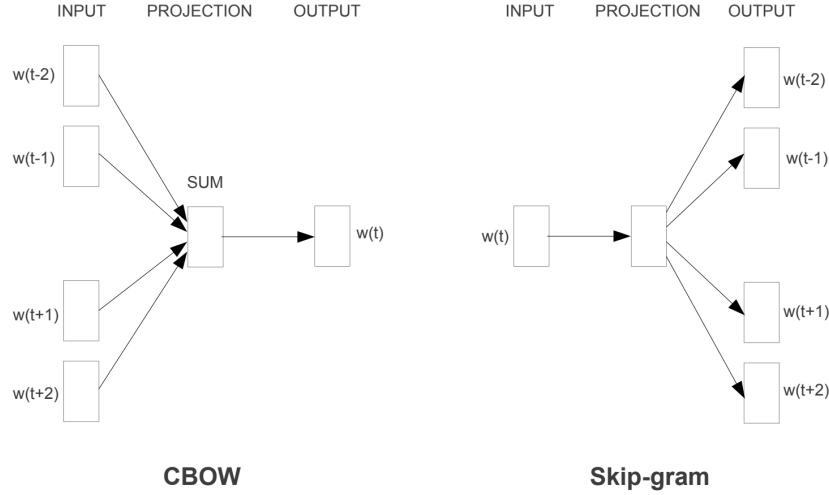 INPUT PROJECTION OUTPUT
w(t-2)
w(t-1)
SUM
w(t)
w(t+1)
w(t+2)
CBOW
INPUT PROJECTION OUTPUT
w(t-2)
w(t-1)
w(t)
w(t+1)
w(t+2)
Skip-gram